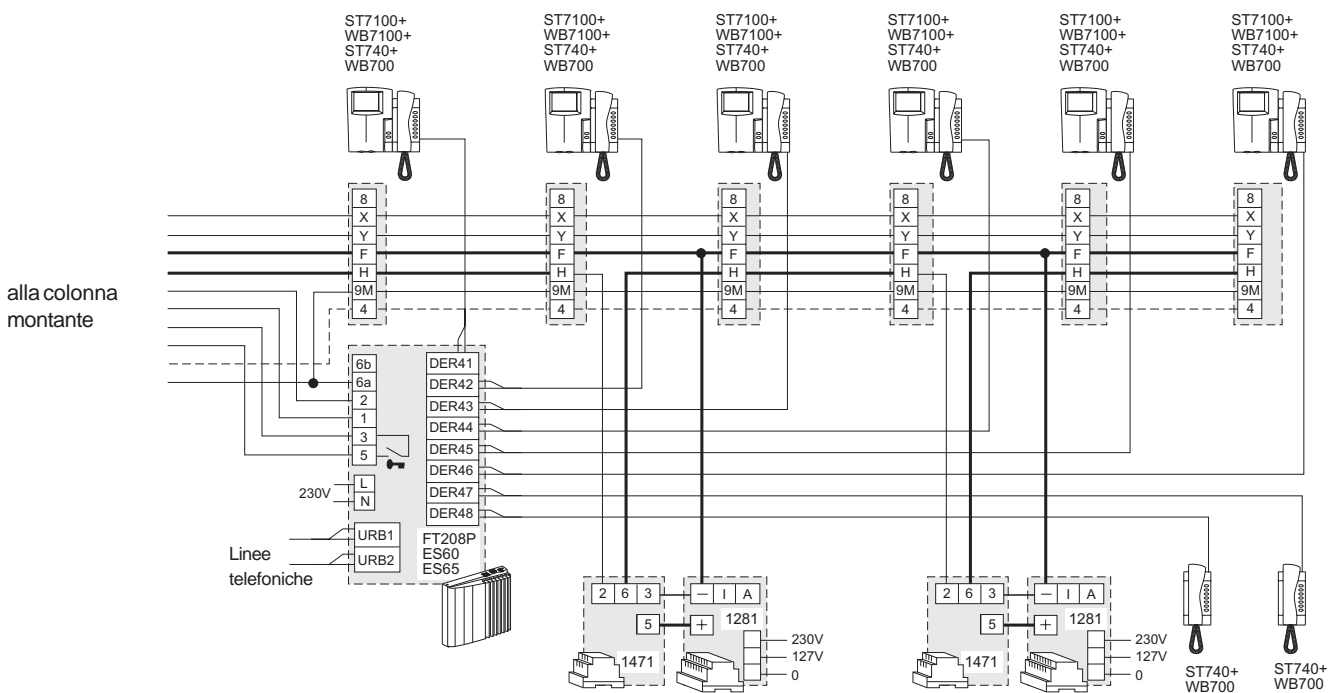 ST7100+
WB7100+
ST740+
WB700
ST7100+
WB7100+
ST740+
WB700
ST7100+
WB7100+
ST740+
WB700
ST7100+
WB7100+
ST740+
WB700
ST7100+
WB7100+
ST740+
WB700
ST7100+
WB7100+
ST740+
WB700
8
X
Y
F
H
9M
4
8
X
Y
F
H
9M
4
8
X
Y
F
H
9M
4
8
X
Y
F
H
9M
4
8
X
Y
F
H
9M
4
8
X
Y
F
H
9M
4
alla colonna
montante
6b
6a
2
1
3
5
L
N
230V
URB1
URB2
Linee
telefoniche
DER41
DER42
DER43
DER44
DER45
DER46
DER47
DER48
FT208P
ES60
ES65
2 6 3
5
1471
– I A
+
1281
230V
127V
0
2 6 3
5
1471
– I A
+
1281
230V
127V
0
ST740+
WB700
ST740+
WB700